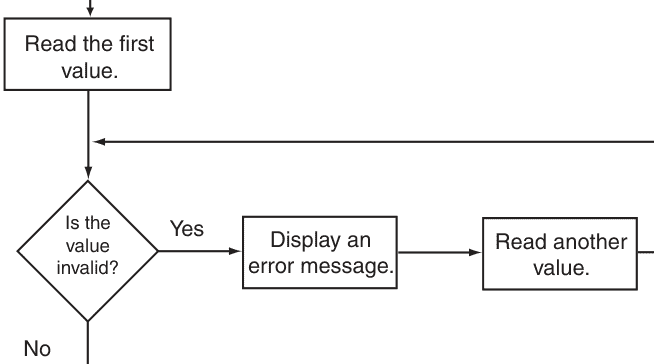 Read the first
value.
Is the
value
invalid?
Yes
Display an
error message.
Read another
value.
No